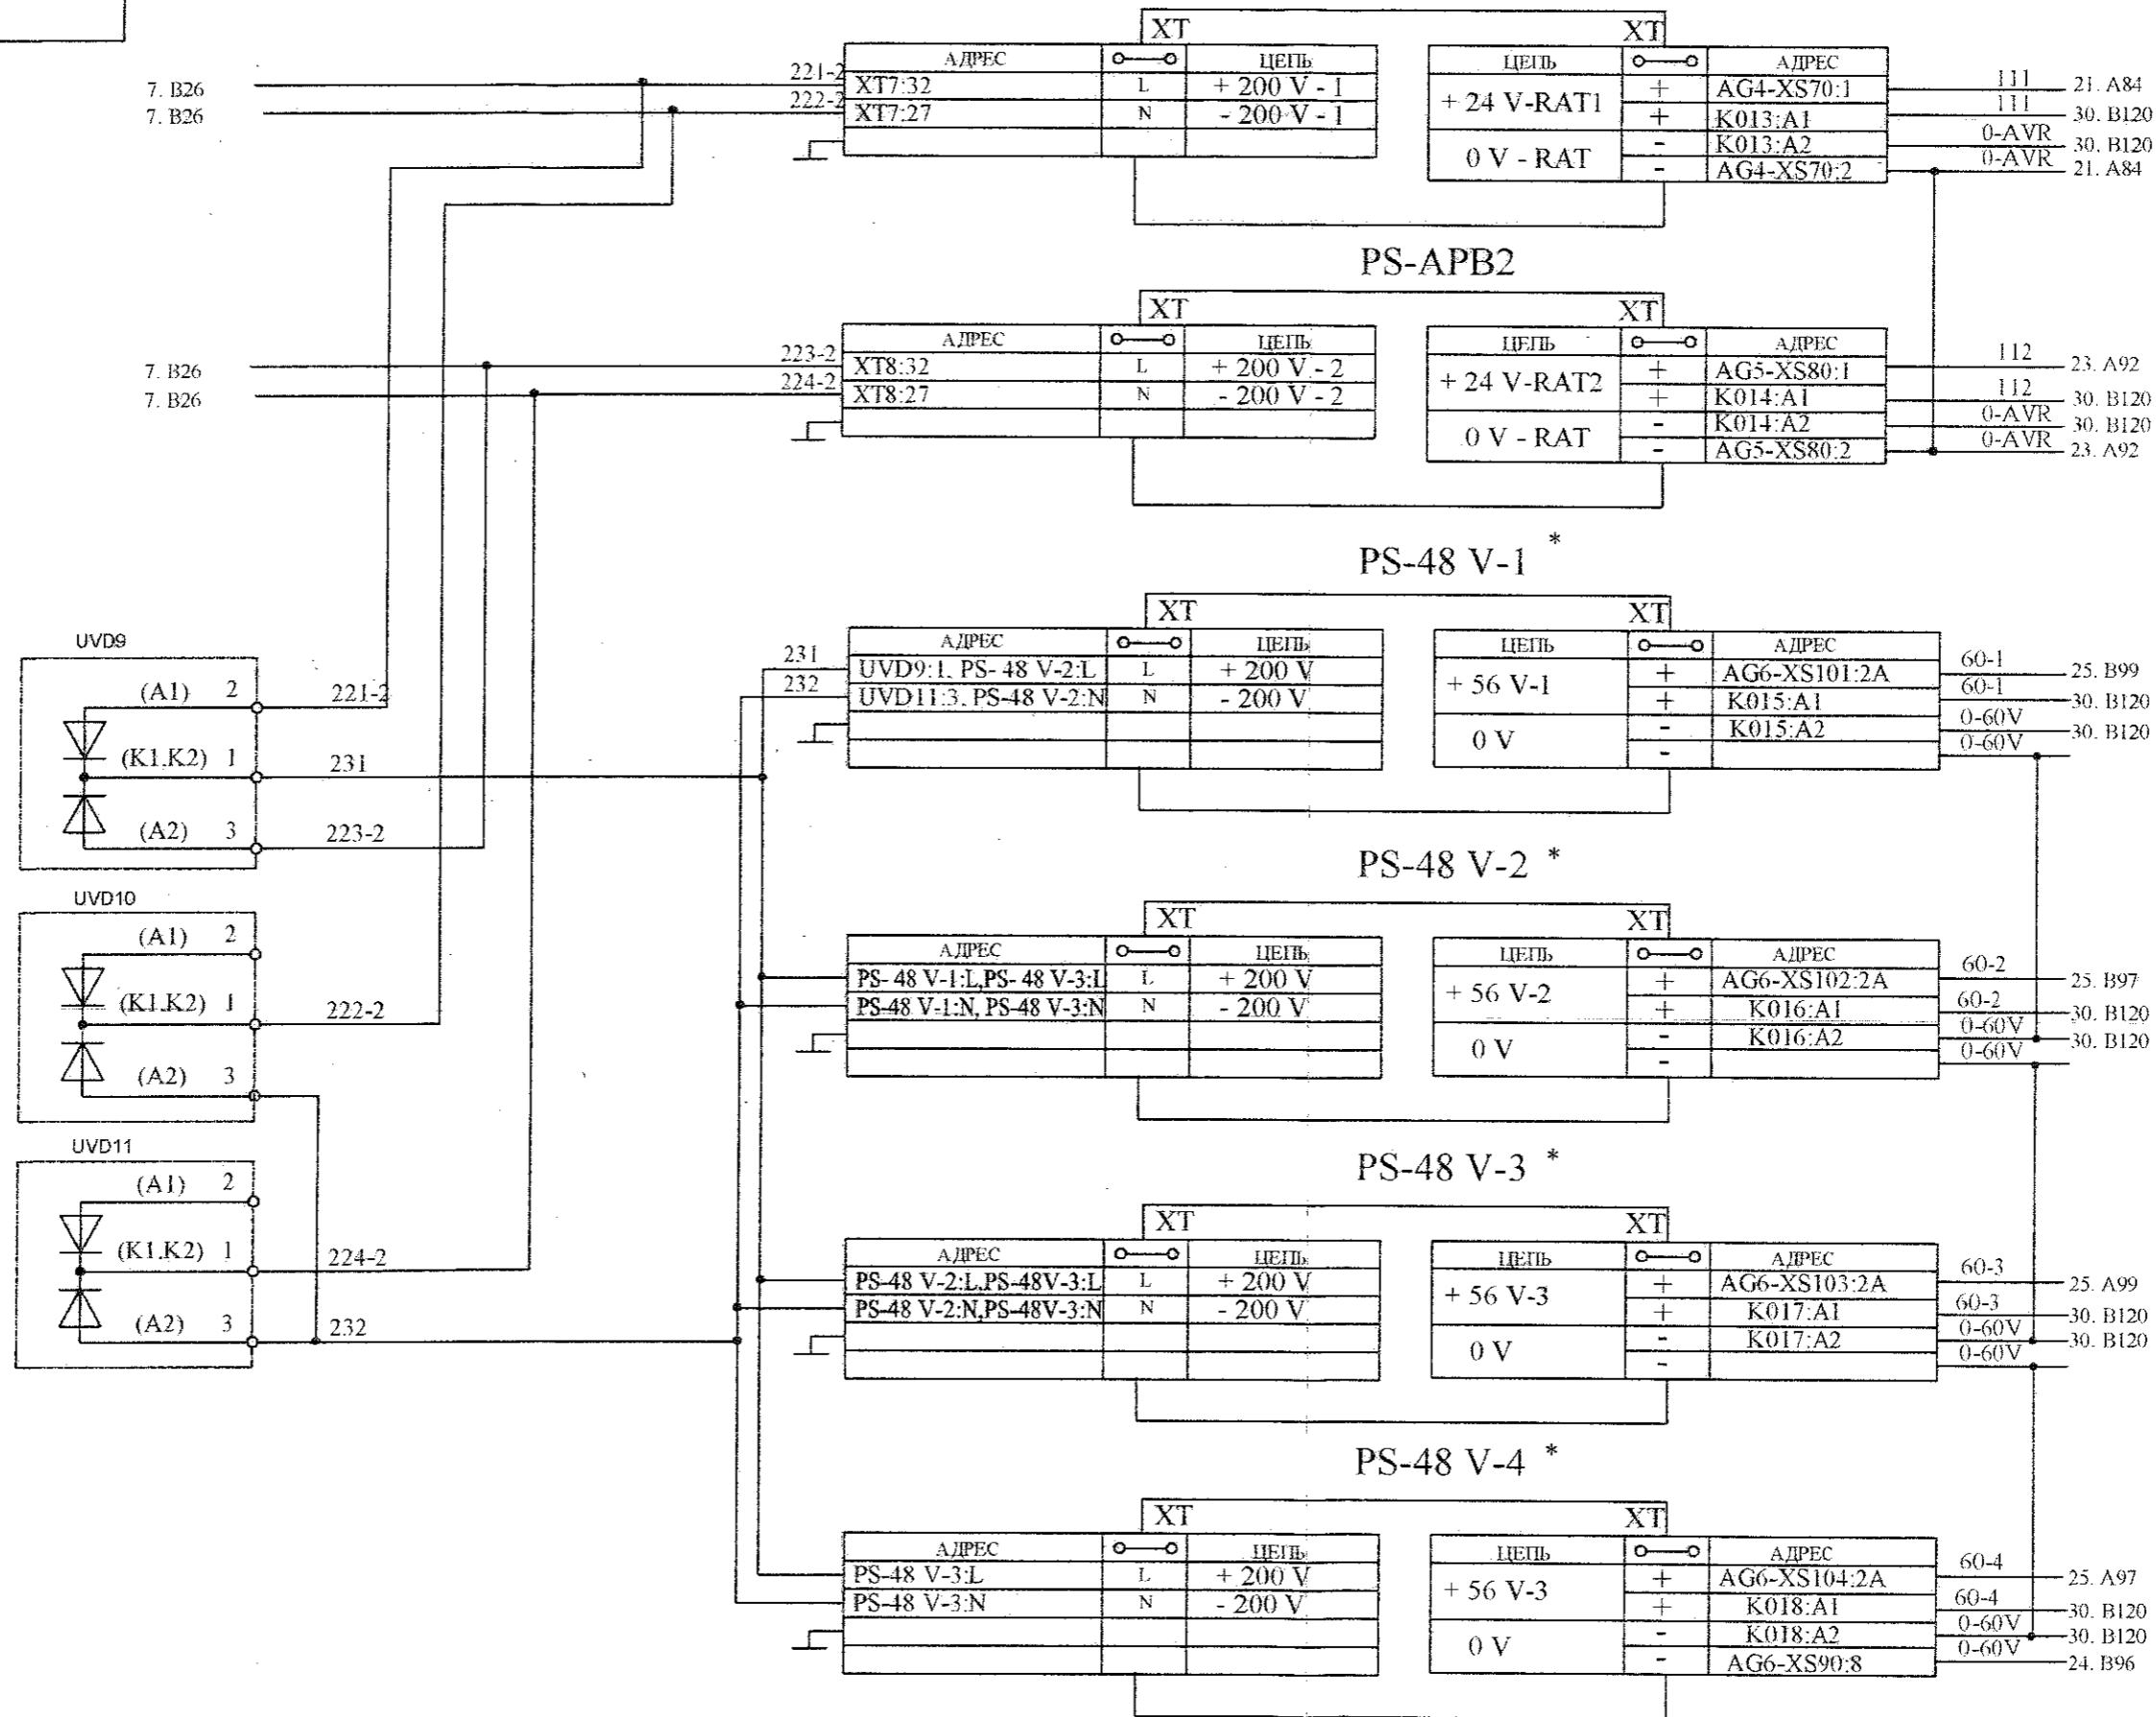 XT XT
АДРЕС ЦЕПЬ ЦЕПЬ АДРЕС
7. B26 221-2 XT7:32 L + 200 V - 1 + 24 V-RAT1 + AG4-XS70:1 111 21. A84
7. B26 222-2 XT7:27 N - 200 V - 1 + K013:A1 111 30. B120
0 V - RAT - K013:A2 0-AVR 30. B120
- AG4-XS70:2 0-AVR 21. A84
PS-APB2
XT XT
АДРЕС ЦЕПЬ ЦЕПЬ АДРЕС
7. B26 223-2 XT8:32 L + 200 V - 2 + 24 V-RAT2 + AG5-XS80:1 112 23. A92
7. B26 224-2 XT8:27 N - 200 V - 2 + K014:A1 112 30. B120
0 V - RAT - K014:A2 0-AVR 30. B120
- AG5-XS80:2 0-AVR 23. A92
PS-48 V-1 *
XT XT
АДРЕС ЦЕПЬ ЦЕПЬ АДРЕС
231 UVD9:1, PS- 48 V-2:L L + 200 V + 56 V-1 + AG6-XS101:2A 60-1 25. B99
232 UVD11:3, PS-48 V-2:N N - 200 V + K015:A1 60-1 30. B120
0 V - K015:A2 0-60V 30. B120
- 0-60V
UVD9
(A1) 2 221-2
(K1.K2) 1 231
(A2) 3 223-2
PS-48 V-2 *
XT XT
АДРЕС ЦЕПЬ ЦЕПЬ АДРЕС
PS- 48 V-1:L,PS- 48 V-3:L L + 200 V + 56 V-2 + AG6-XS102:2A 60-2 25. B97
PS-48 V-1:N, PS-48 V-3:N N - 200 V + K016:A1 60-2 30. B120
0 V - K016:A2 0-60V 30. B120
- 0-60V
UVD10
(A1) 2
(K1.K2) 1 222-2
(A2) 3
PS-48 V-3 *
XT XT
АДРЕС ЦЕПЬ ЦЕПЬ АДРЕС
PS-48 V-2:L,PS-48V-3:L L + 200 V + 56 V-3 + AG6-XS103:2A 60-3 25. A99
PS-48 V-2:N,PS-48V-3:N N - 200 V + K017:A1 60-3 30. B120
0 V - K017:A2 0-60V 30. B120
- 0-60V
UVD11
(A1) 2
(K1.K2) 1 224-2
(A2) 3 232
PS-48 V-4 *
XT XT
АДРЕС ЦЕПЬ ЦЕПЬ АДРЕС
PS-48 V-3:L L + 200 V + 56 V-3 + AG6-XS104:2A 60-4 25. A97
PS-48 V-3:N N - 200 V + K018:A1 60-4 30. B120
0 V - K018:A2 0-60V 30. B120
- AG6-XS90:8 0-60V 24. B96